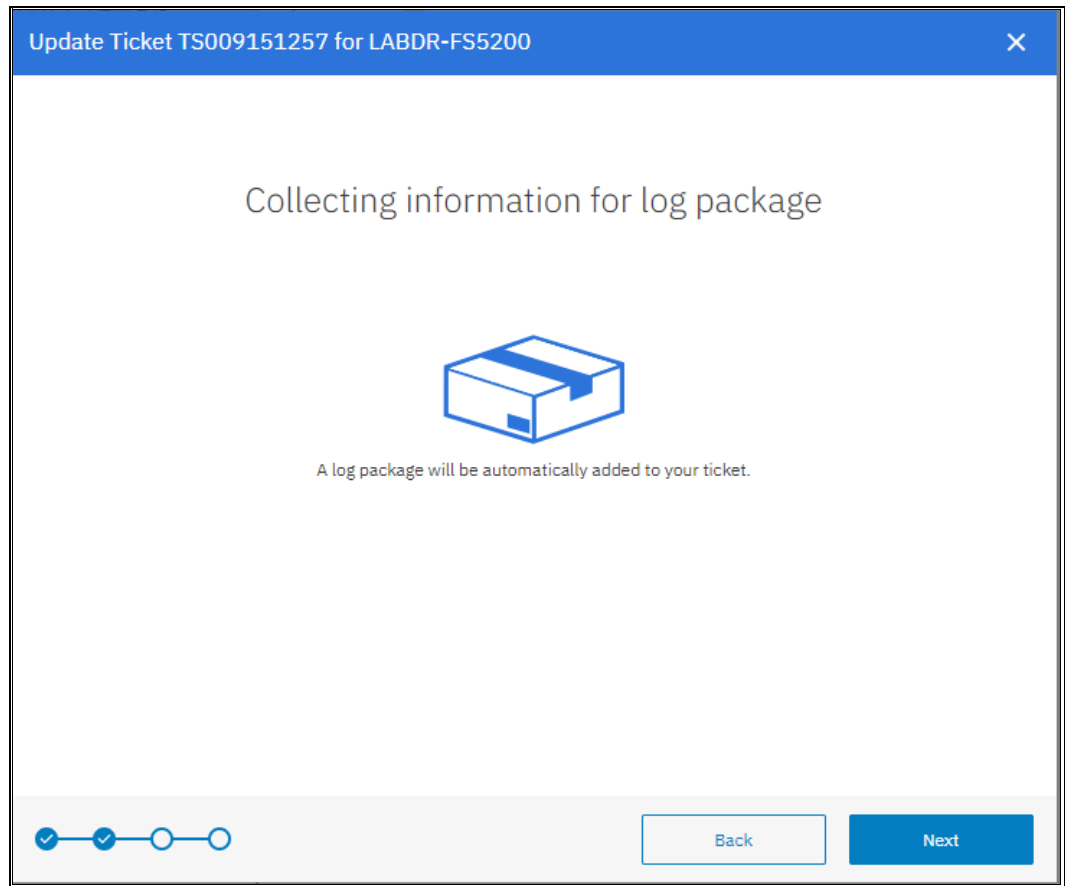 Update Ticket TS009151257 for LABDR-FS5200
Collecting information for log package
A log package will be automatically added to your ticket.
Back
Next